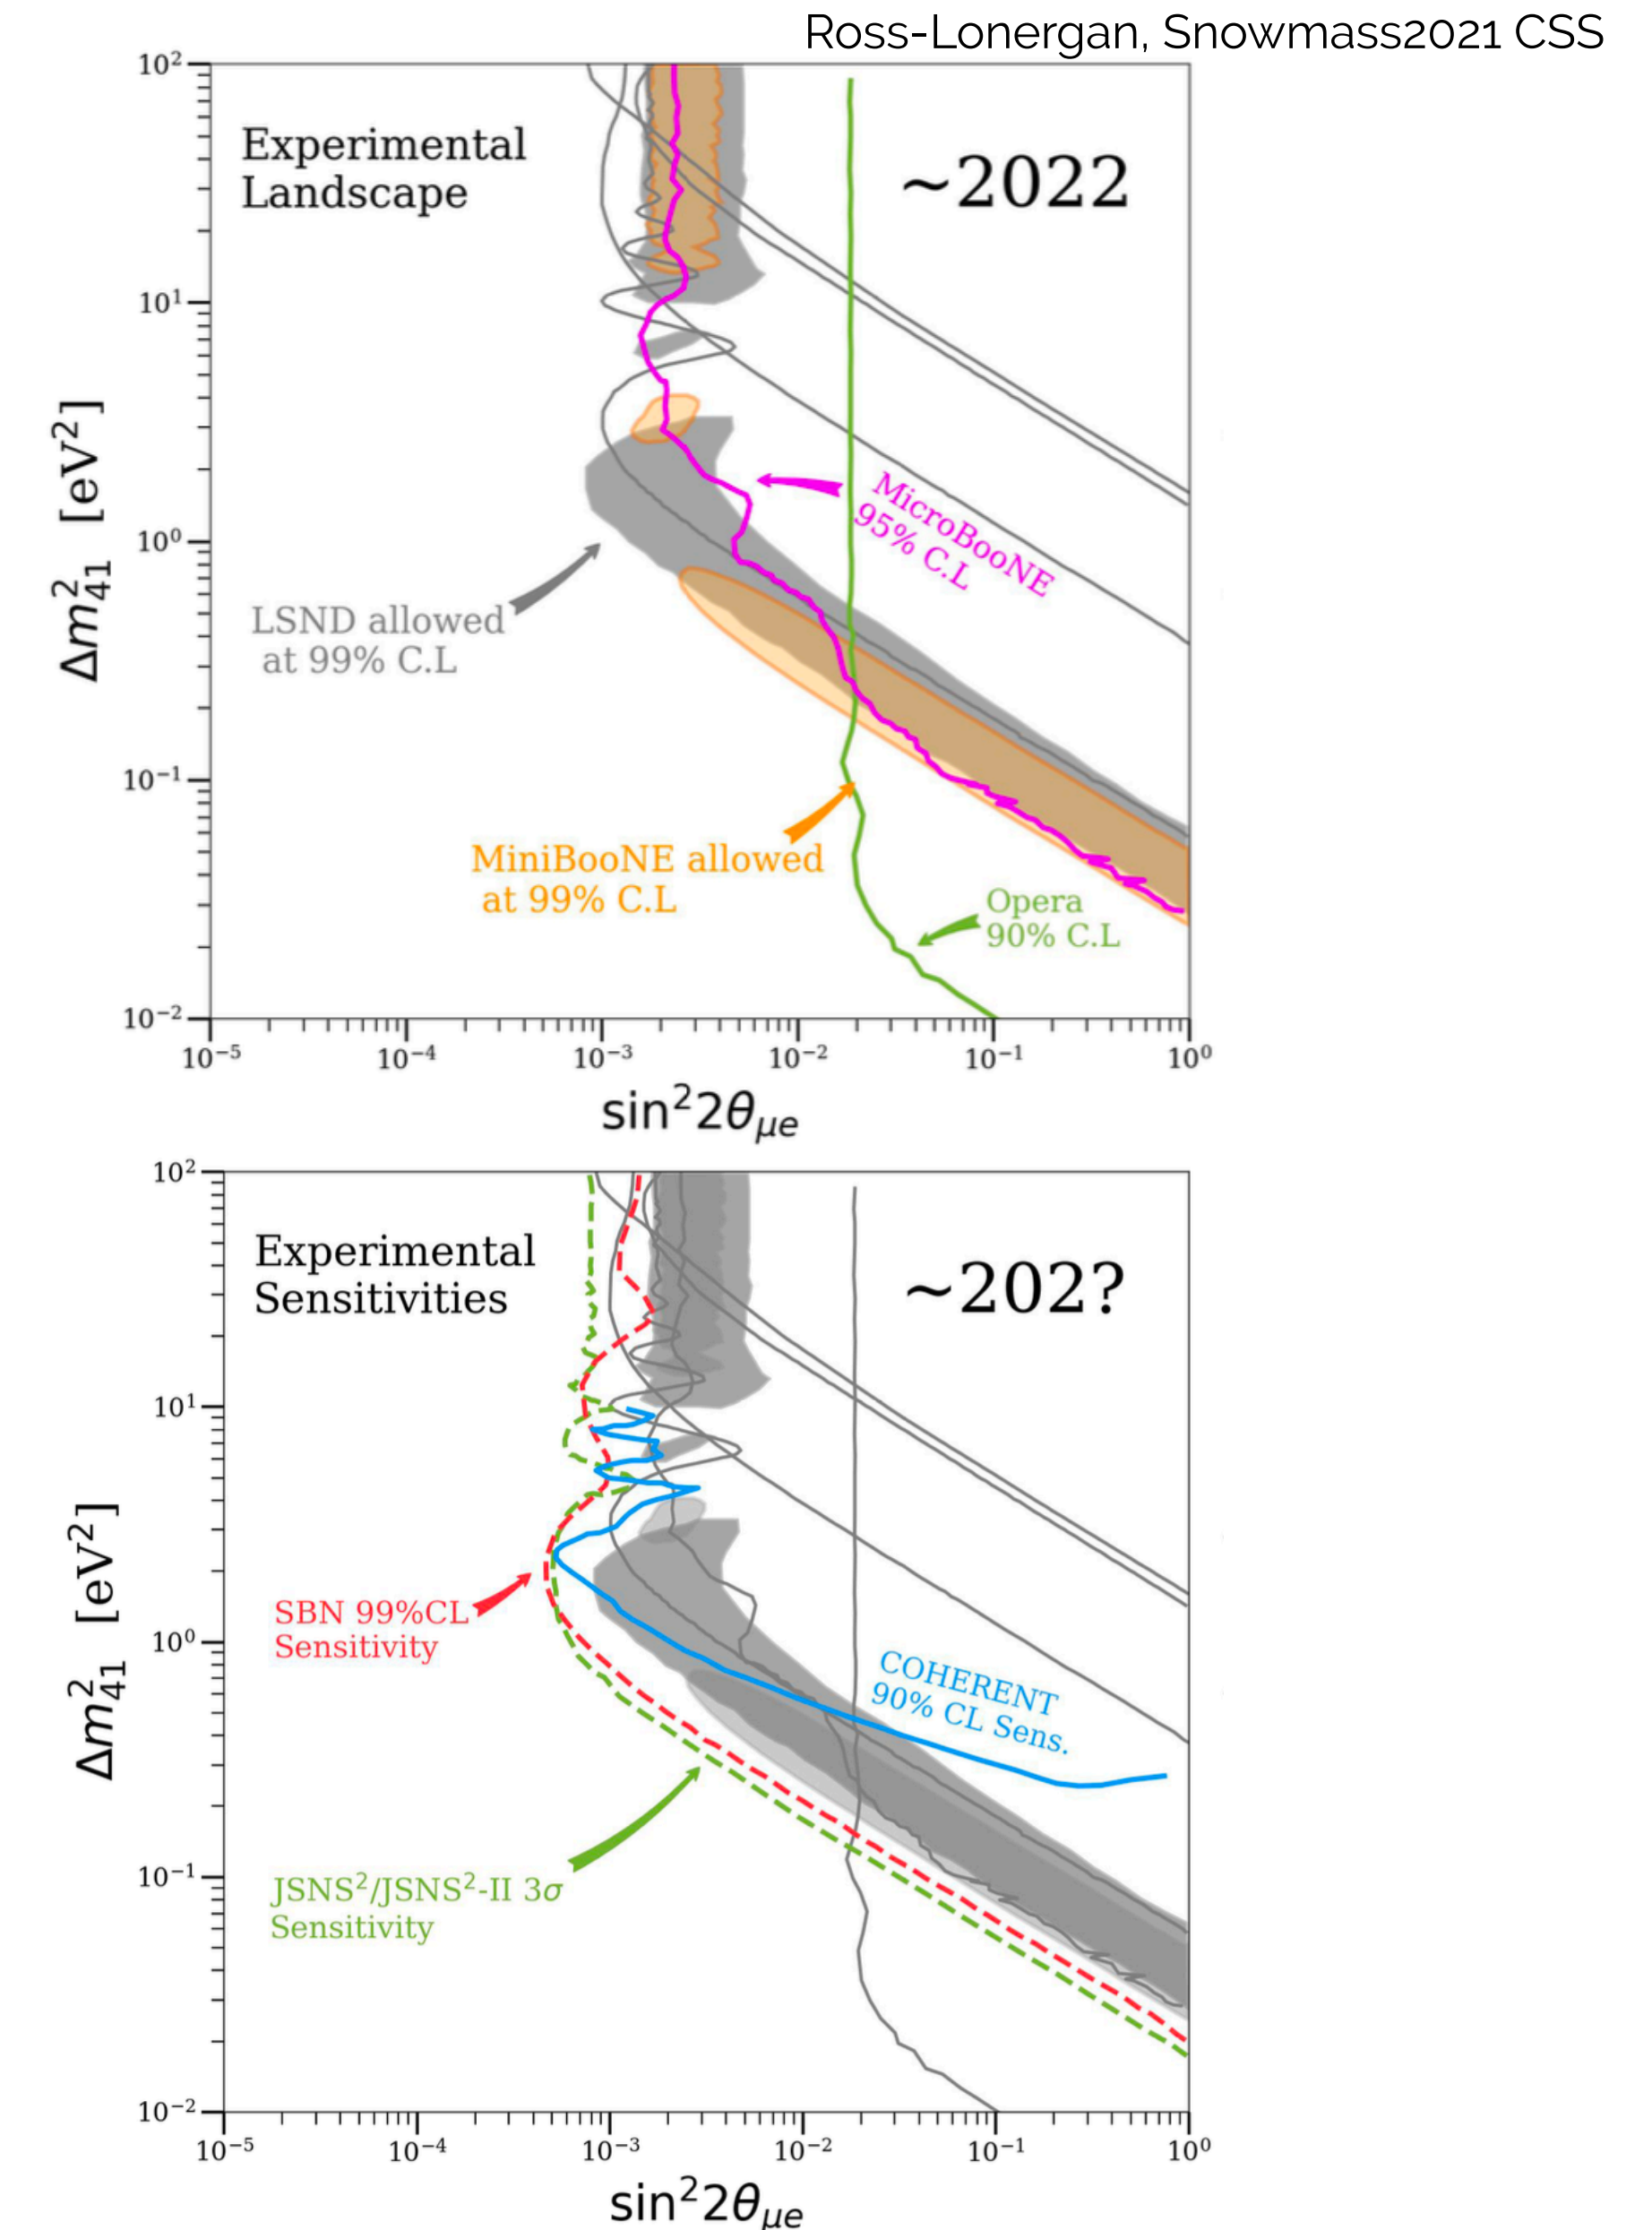 Ross-Lonergan, Snowmass2021 CSS
10²
Experimental
Landscape
~2022
10¹
Δm²₄₁ [eV²]
MicroBooNE
95% C.L
10⁰
LSND allowed
at 99% C.L
10⁻¹
MiniBooNE allowed
at 99% C.L
Opera
90% C.L
10⁻²
10⁻⁵ 10⁻⁴ 10⁻³ 10⁻² 10⁻¹ 10⁰
sin²2θμe
10²
Experimental
Sensitivities
~202?
10¹
Δm²₄₁ [eV²]
SBN 99%CL
Sensitivity
10⁰
COHERENT
90% CL Sens.
10⁻¹
JSNS²/JSNS²-II 3σ
Sensitivity
10⁻²
10⁻⁵ 10⁻⁴ 10⁻³ 10⁻² 10⁻¹ 10⁰
sin²2θμe